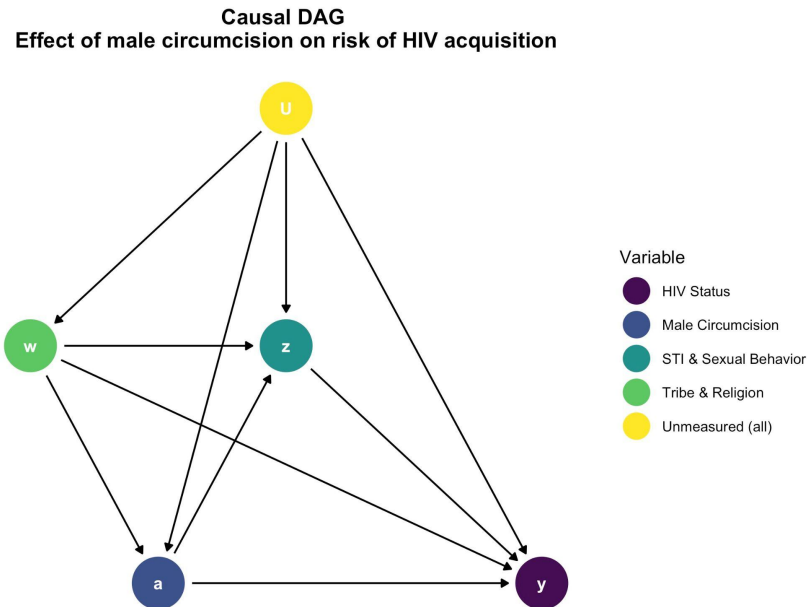 Causal DAG
Effect of male circumcision on risk of HIV acquisition
U
Variable
HIV Status
Male Circumcision
w
z
STI & Sexual Behavior
Tribe & Religion
Unmeasured (all)
a
y